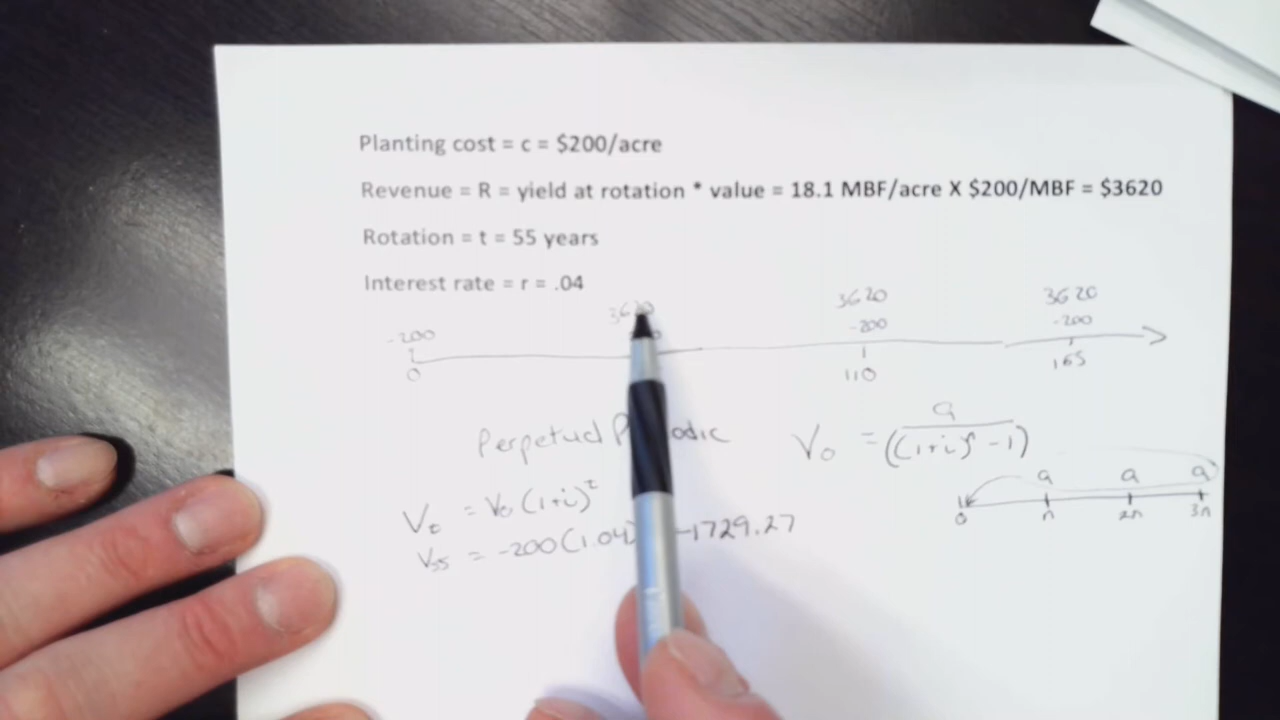 Planting cost = c = $200/acre
Revenue = R = yield at rotation * value = 18.1 MBF/acre X $200/MBF = $3620
Rotation = t = 55 years
Interest rate = r = .04
3620 3620
-200 -200 -200
0 110 165
Perpetual V₀ = a / ((1+i)ᵗ - 1)
a a a
0 n 2n 3n
Vₜ = V₀(1+i)ᵗ
V₅₅ = -200(1.04) -1729.27